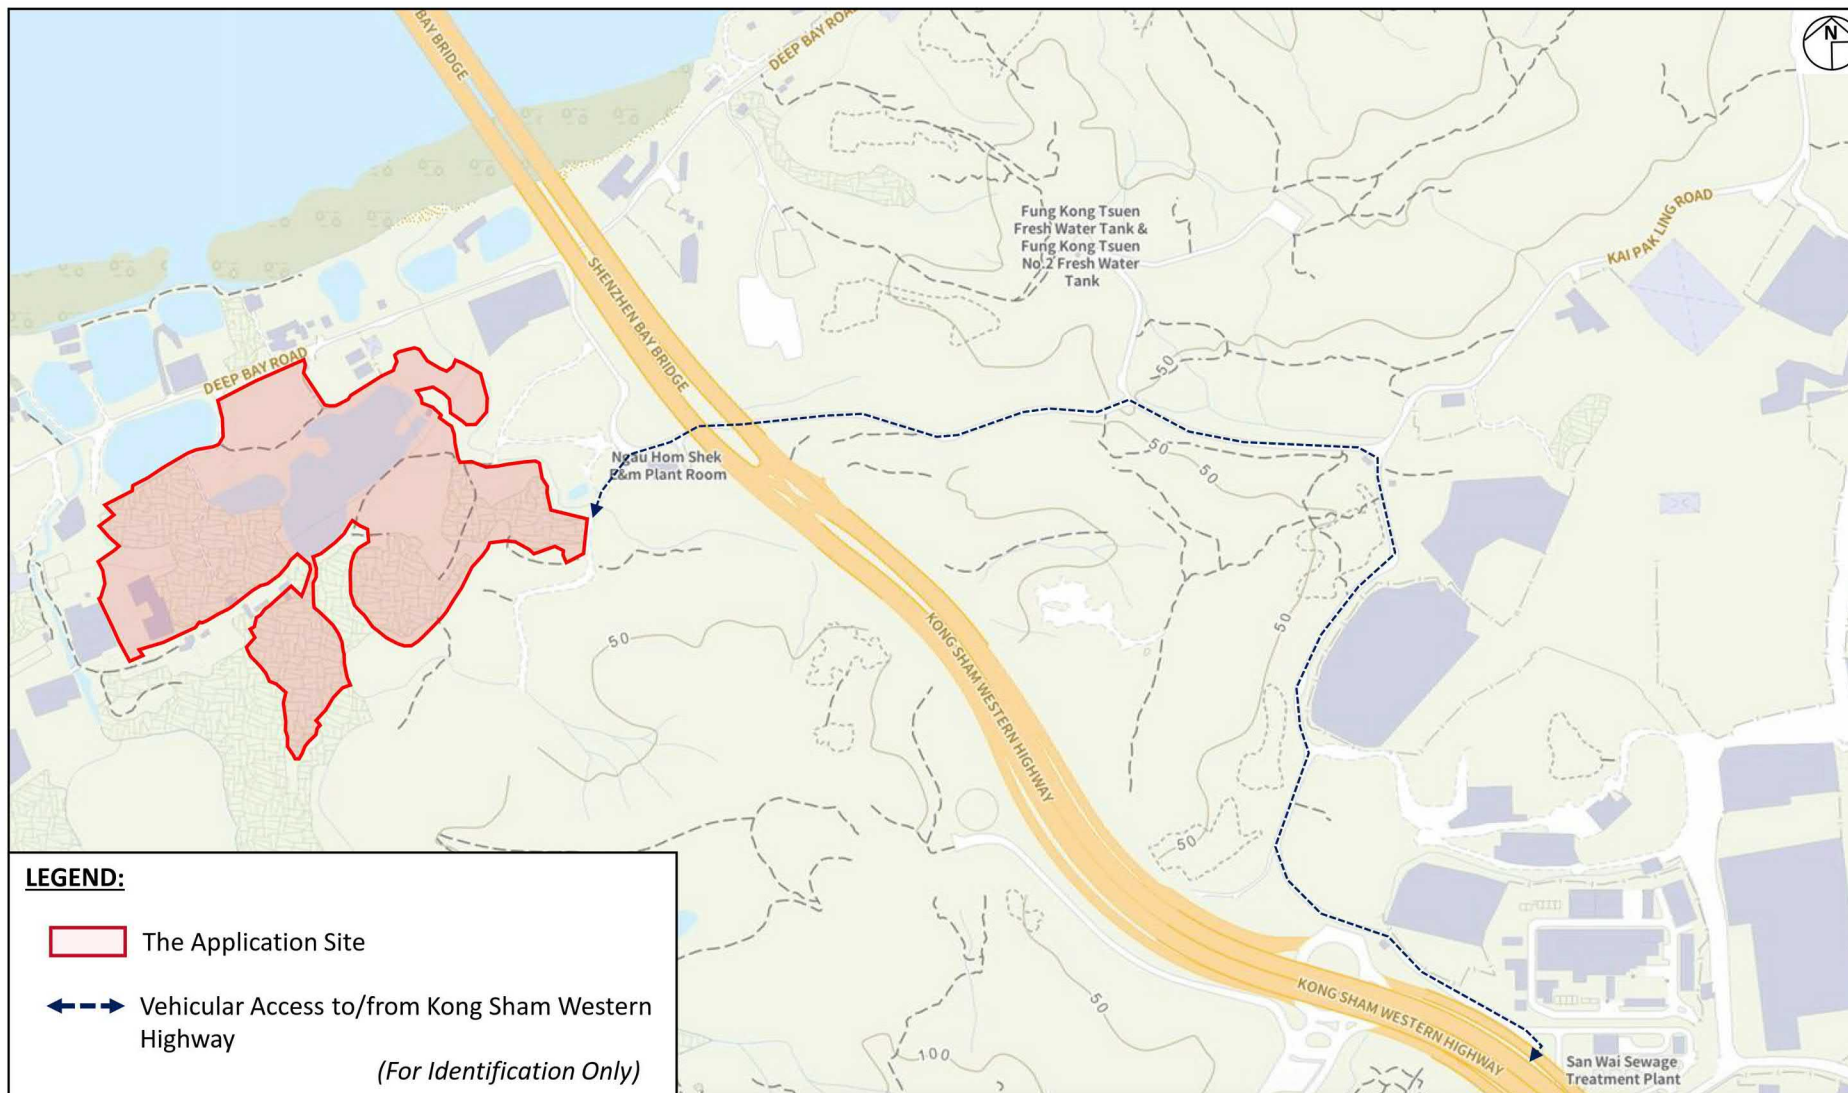 BAY BRIDGE
DEEP BAY ROAD
N
Fung Kong Tsuen
Fresh Water Tank &
Fung Kong Tsuen
No.2 Fresh Water
Tank
KAI PAK LING ROAD
SHENZHEN BAY BRIDGE
DEEP BAY ROAD
50
50
50
Ngau Hom Shek
E&m Plant Room
50
50
KONG SHAM WESTERN HIGHWAY
50
50
100
KONG SHAM WESTERN HIGHWAY
San Wai Sewage
Treatment Plant
LEGEND:
The Application Site
Vehicular Access to/from Kong Sham Western
Highway
(For Identification Only)